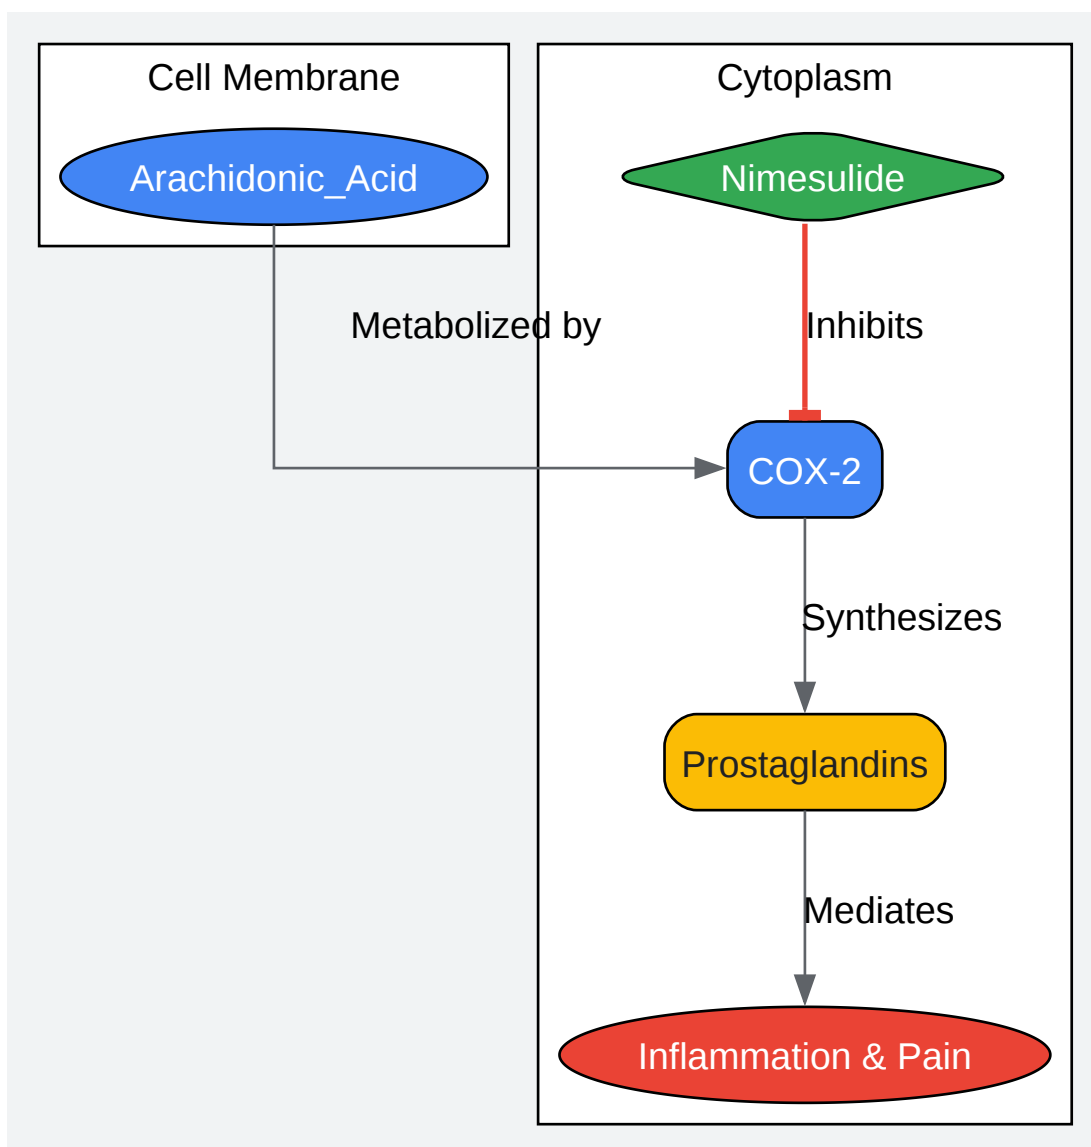 Cell Membrane
Arachidonic_Acid
Cytoplasm
Nimesulide
Metabolized by
Inhibits
COX-2
Synthesizes
Prostaglandins
Mediates
Inflammation & Pain